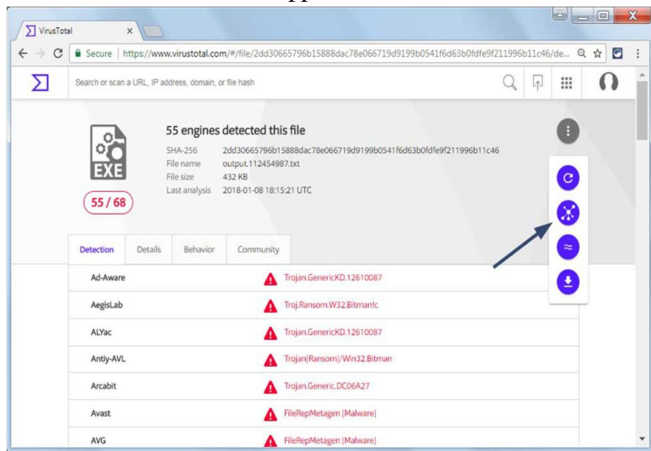 VirusTotal
Secure | https://www.virustotal.com/#/file/2dd30665796b15888dac78e066719d9199b0541f6d63b0fdfe9f211996b11c46/de...
Search or scan a URL, IP address, domain, or file hash
55 engines detected this file
SHA-256 2dd30665796b15888dac78e066719d9199b0541f6d63b0fdfe9f211996b11c46
File name output.112454987.txt
File size 432 KB
Last analysis 2018-01-08 18:15:21 UTC
EXE
55 / 68
Detection Details Behavior Community
Ad-Aware Trojan.GenericKD.12610087
AegisLab Troj.Ransom.W32.Bitman!c
ALYac Trojan.GenericKD.12610087
Antiy-AVL Trojan[Ransom]/Win32.Bitman
Arcabit Trojan.Generic.DC06A27
Avast FileRepMetagen [Malware]
AVG FileRepMetagen [Malware]